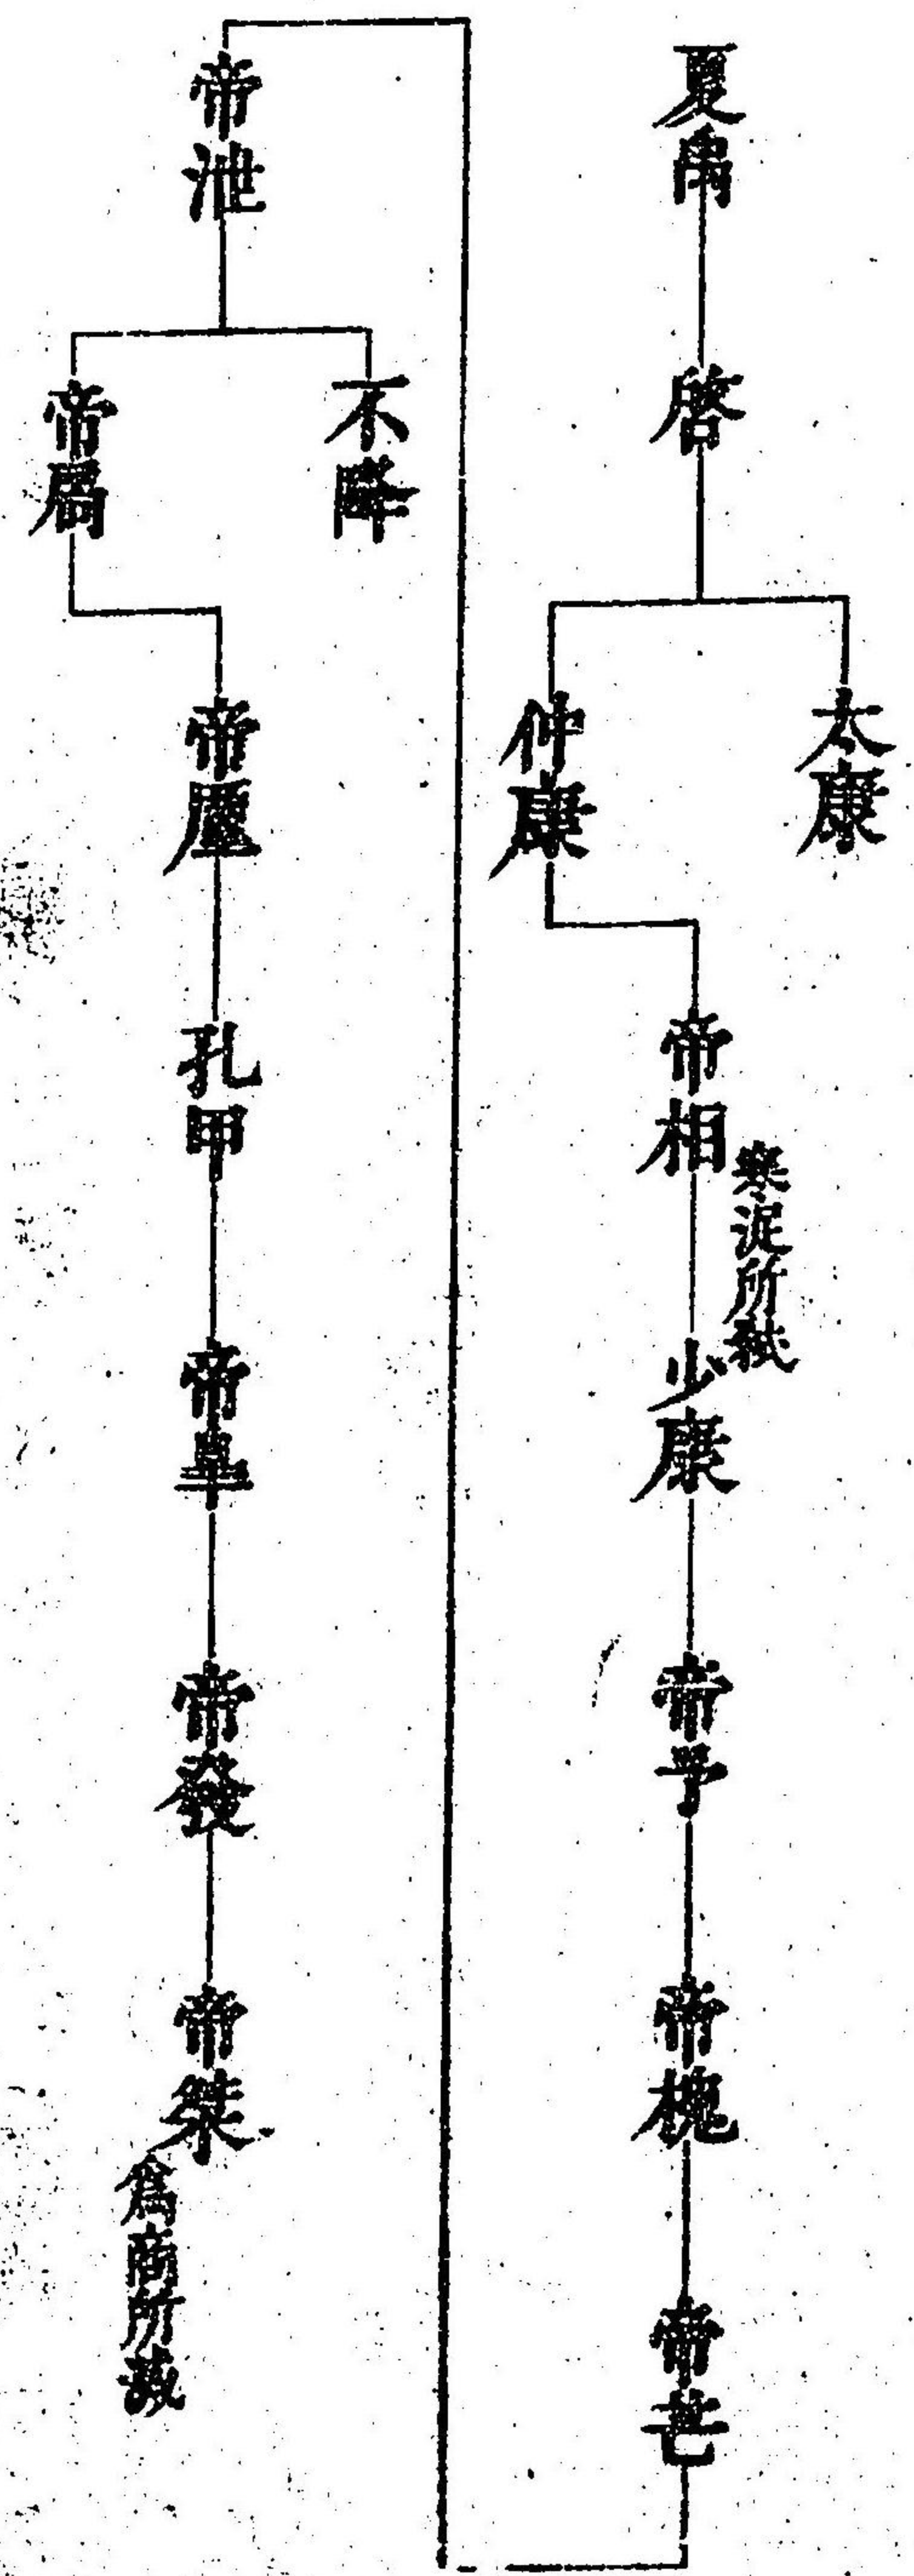 夏禹
啓
太康
仲康
帝相
寒浞所弑
少康
帝予
帝槐
帝芒
帝泄
不降
帝扃
帝廑
孔甲
帝皐
帝發
帝桀
爲商所滅